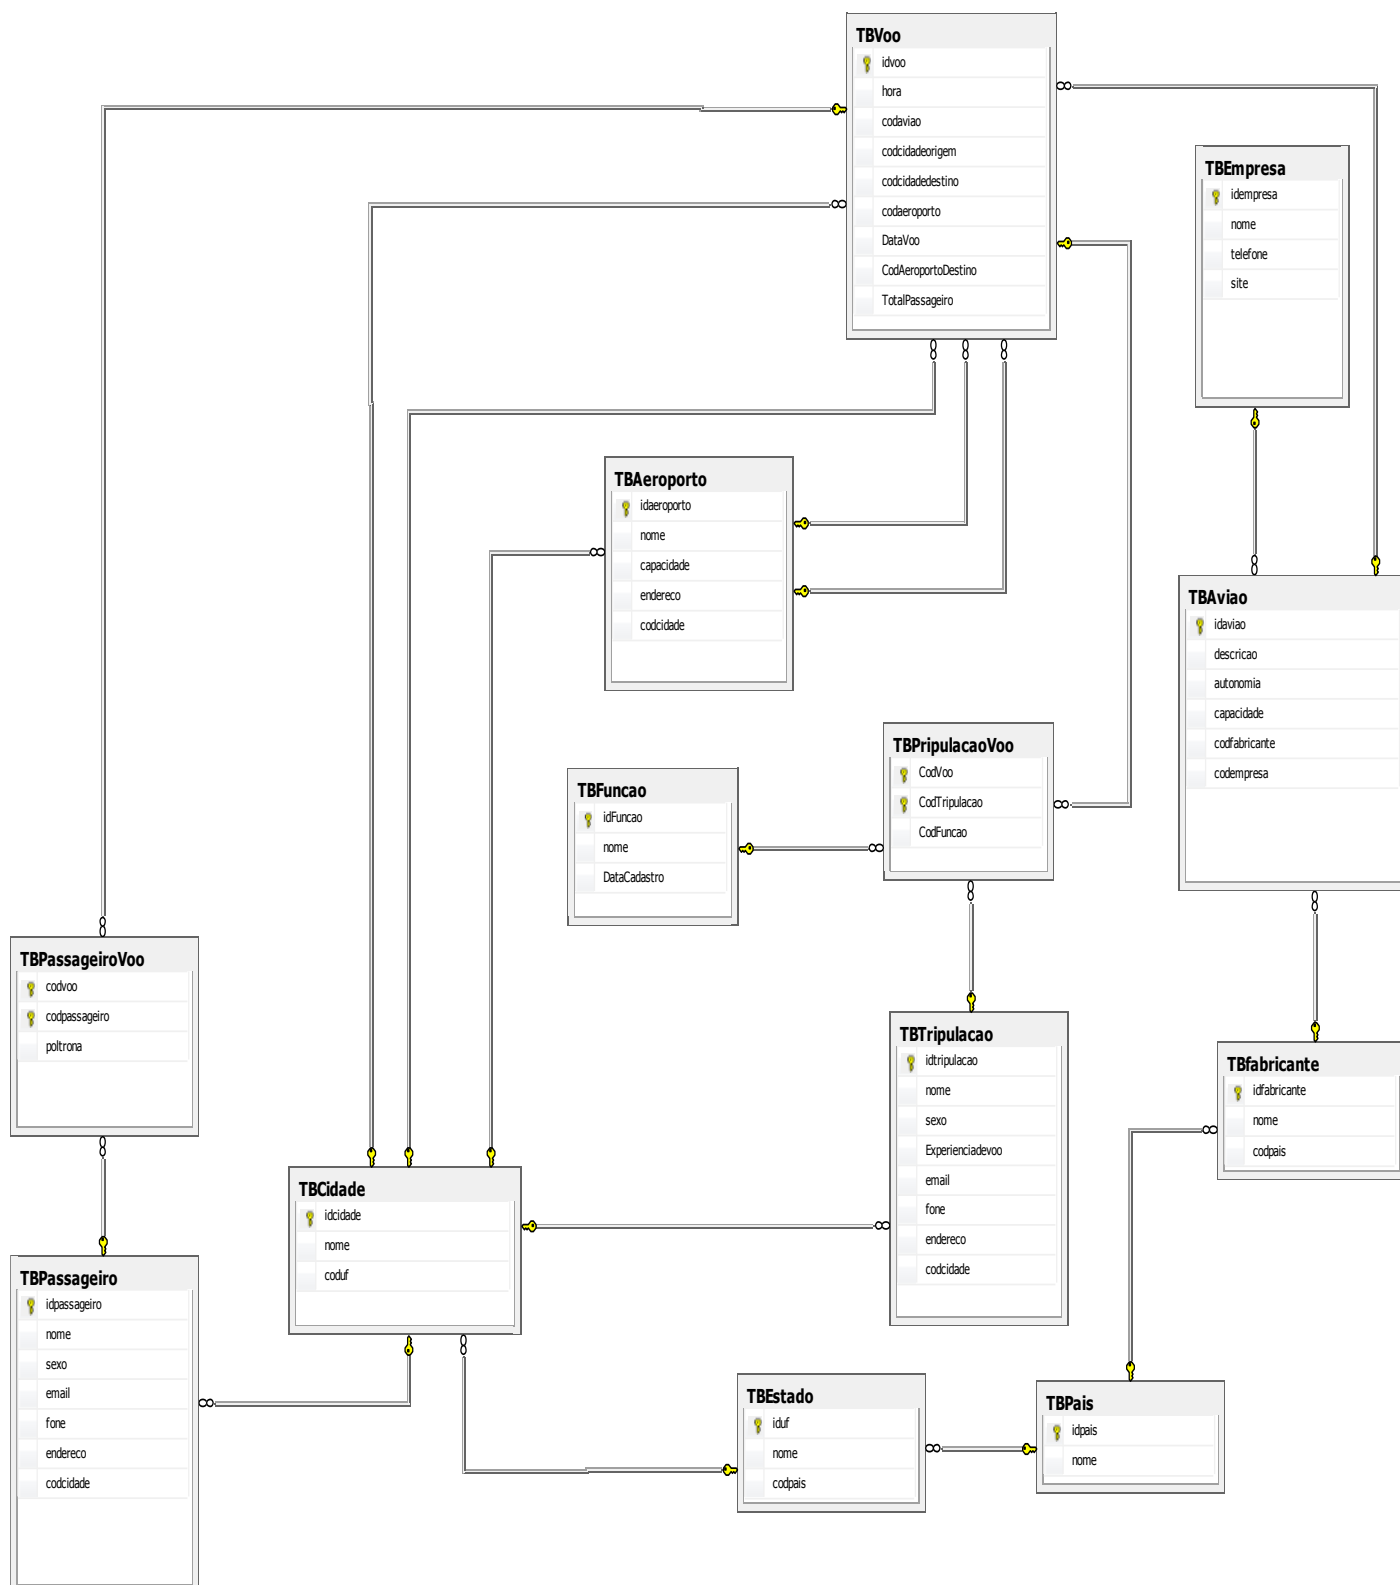 TBVoo
idvoo
hora
codaviao
codcidadeorigem
codcidadedestino
codaeroporto
DataVoo
CodAeroportoDestino
TotalPassageiro
TBEmpresa
idempresa
nome
telefone
site
TBAeroporto
idaeroporto
nome
capacidade
endereco
codcidade
TBAviao
idaviao
descricao
autonomia
capacidade
codfabricante
codempresa
TBPripulacaoVoo
CodVoo
CodTripulacao
CodFuncao
TBFuncao
idFuncao
nome
DataCadastro
TBPassageiroVoo
codvoo
codpassageiro
poltrona
TBTripulacao
idtripulacao
nome
sexo
Experienciadevoo
email
fone
endereco
codcidade
TBfabricante
idfabricante
nome
codpais
TBCidade
idcidade
nome
coduf
TBPassageiro
idpassageiro
nome
sexo
email
fone
endereco
codcidade
TBEstado
iduf
nome
codpais
TBPais
idpais
nome